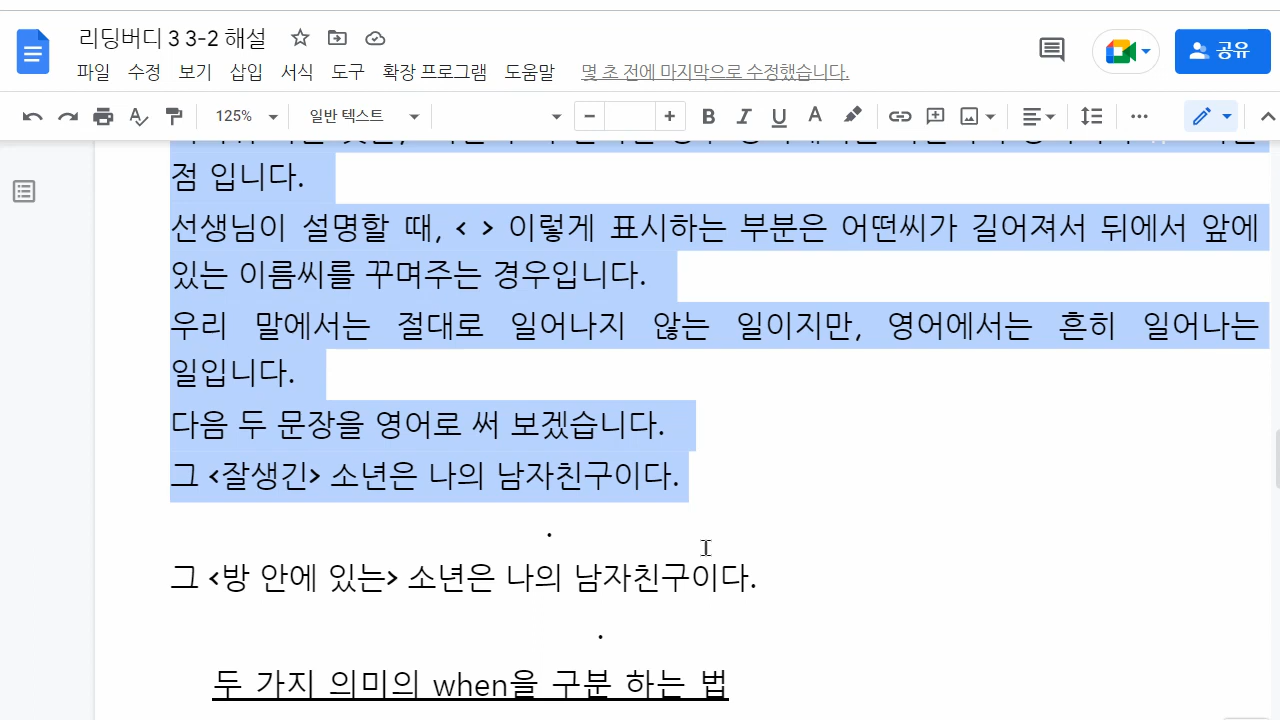 리딩버디 3 3-2 해설
공유
파일 수정 보기 삽입 서식 도구 확장 프로그램 도움말 몇 초 전에 마지막으로 수정했습니다.
125% 일반 텍스트
점 입니다.
선생님이 설명할 때, < > 이렇게 표시하는 부분은 어떤씨가 길어져서 뒤에서 앞에
있는 이름씨를 꾸며주는 경우입니다.
우리 말에서는 절대로 일어나지 않는 일이지만, 영어에서는 흔히 일어나는
일입니다.
다음 두 문장을 영어로 써 보겠습니다.
그 <잘생긴> 소년은 나의 남자친구이다.
.
그 <방 안에 있는> 소년은 나의 남자친구이다.
.
두 가지 의미의 when을 구분 하는 법